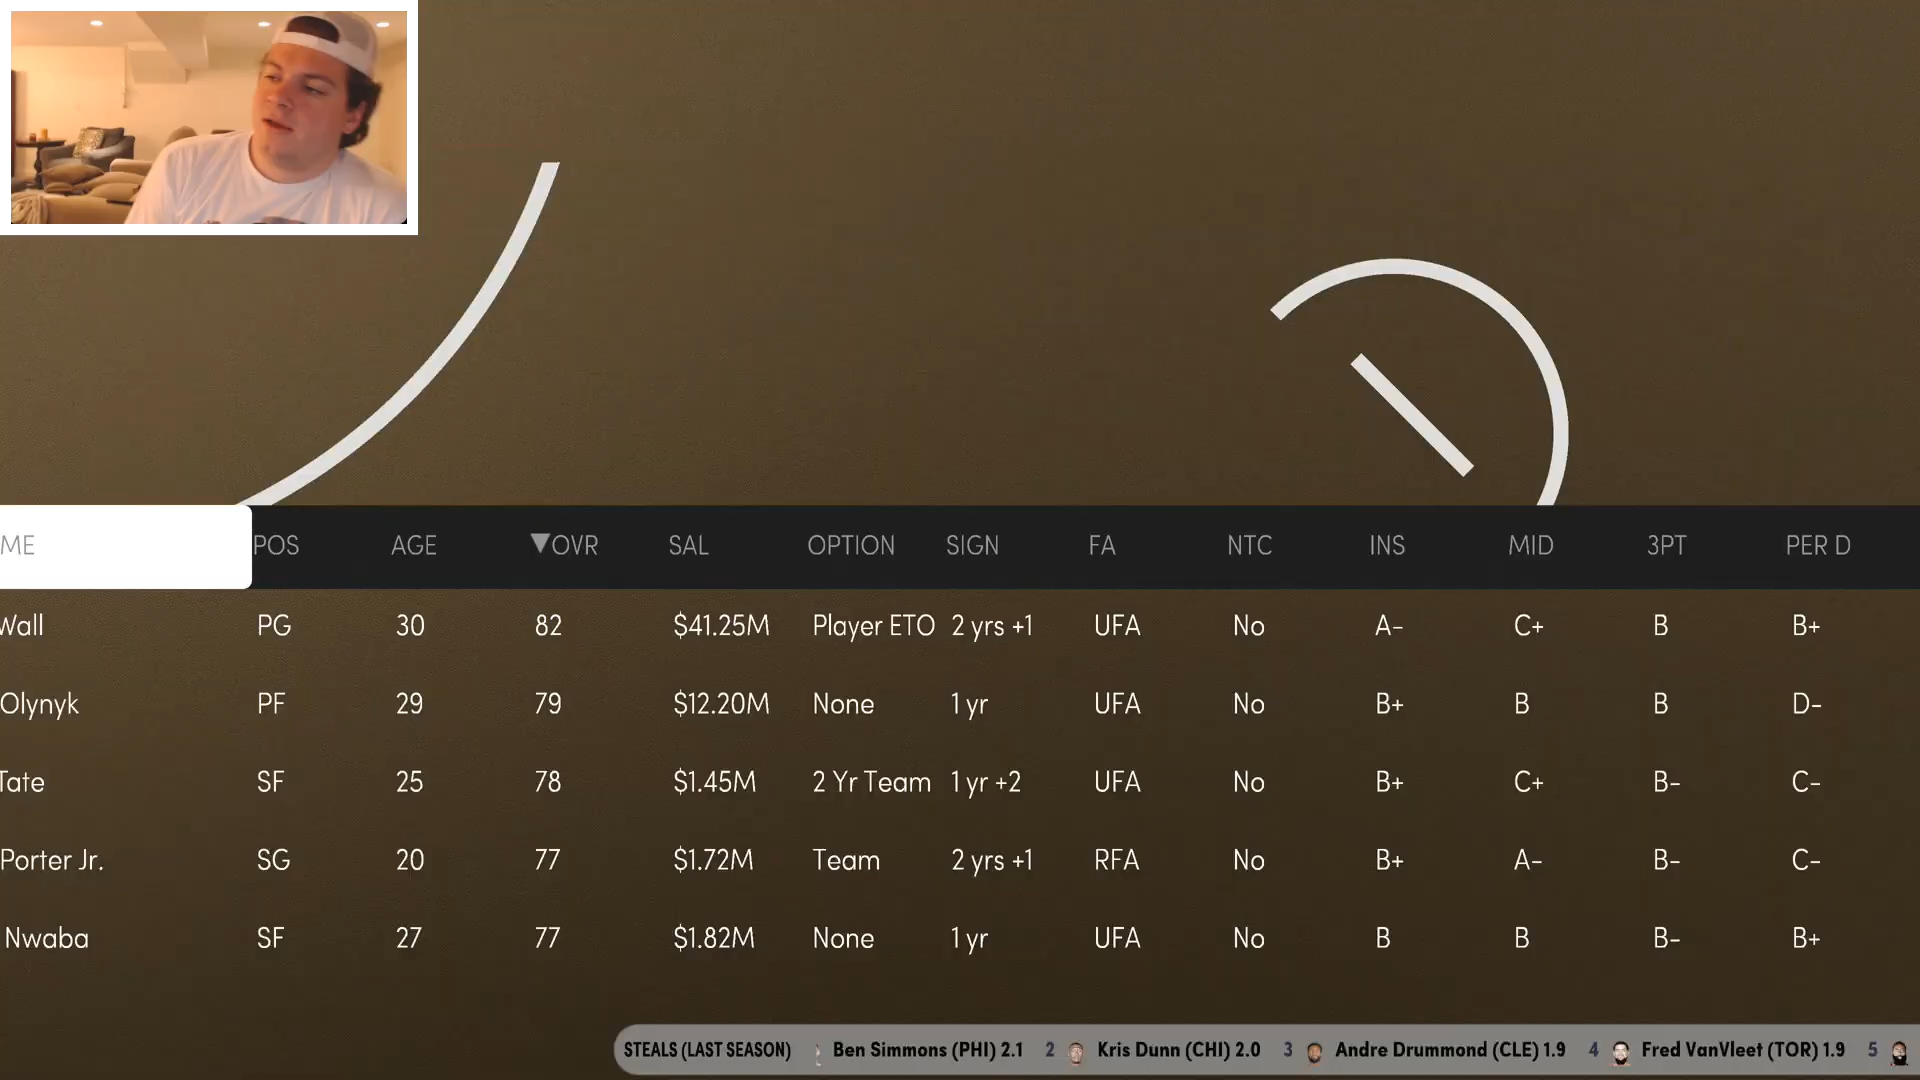 ME POS AGE ▼OVR SAL OPTION SIGN FA NTC INS MID 3PT PER D
Wall PG 30 82 $41.25M Player ETO 2 yrs +1 UFA No A- C+ B B+
Olynyk PF 29 79 $12.20M None 1 yr UFA No B+ B B D-
Tate SF 25 78 $1.45M 2 Yr Team 1 yr +2 UFA No B+ C+ B- C-
Porter Jr. SG 20 77 $1.72M Team 2 yrs +1 RFA No B+ A- B- C-
Nwaba SF 27 77 $1.82M None 1 yr UFA No B B B- B+
STEALS (LAST SEASON) Ben Simmons (PHI) 2.1 2 Kris Dunn (CHI) 2.0 3 Andre Drummond (CLE) 1.9 4 Fred VanVleet (TOR) 1.9 5